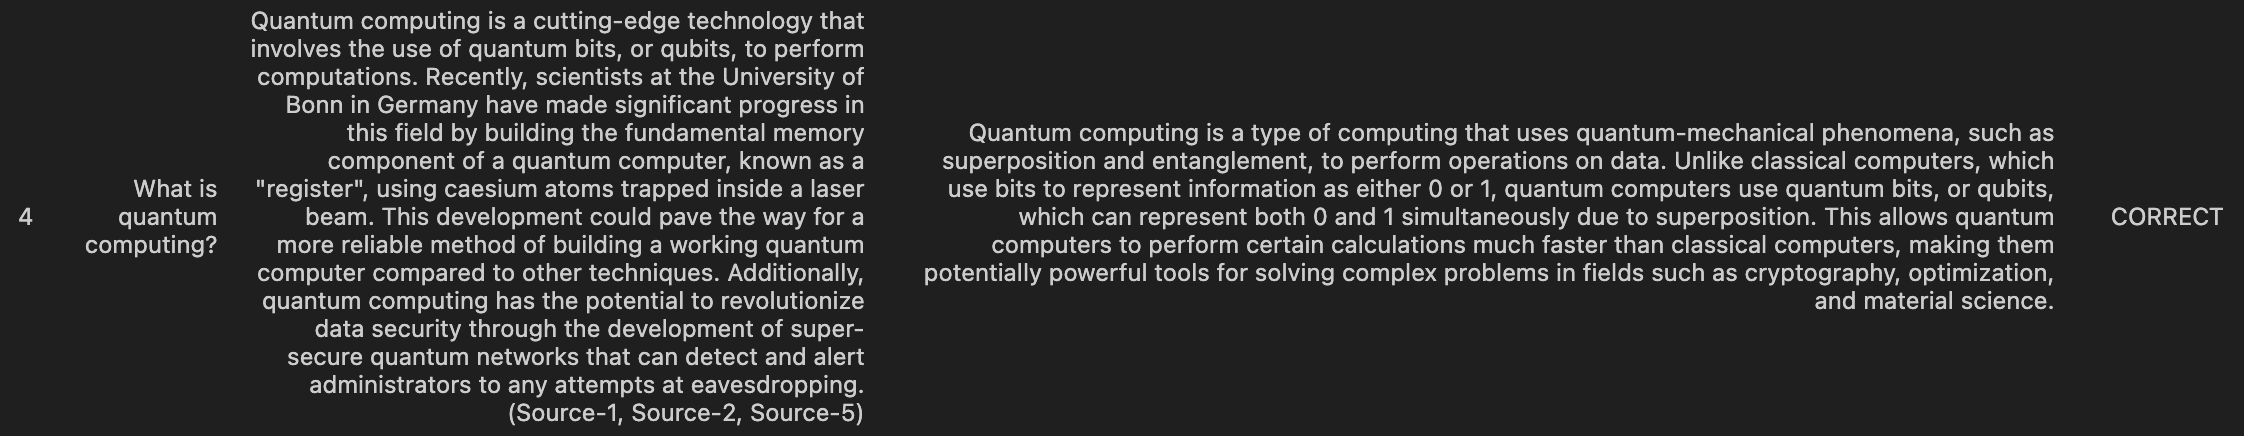 4
What is
quantum
computing?
Quantum computing is a cutting-edge technology that
involves the use of quantum bits, or qubits, to perform
computations. Recently, scientists at the University of
Bonn in Germany have made significant progress in
this field by building the fundamental memory
component of a quantum computer, known as a
"register", using caesium atoms trapped inside a laser
beam. This development could pave the way for a
more reliable method of building a working quantum
computer compared to other techniques. Additionally,
quantum computing has the potential to revolutionize
data security through the development of super-
secure quantum networks that can detect and alert
administrators to any attempts at eavesdropping.
(Source-1, Source-2, Source-5)
Quantum computing is a type of computing that uses quantum-mechanical phenomena, such as
superposition and entanglement, to perform operations on data. Unlike classical computers, which
use bits to represent information as either 0 or 1, quantum computers use quantum bits, or qubits,
which can represent both 0 and 1 simultaneously due to superposition. This allows quantum
computers to perform certain calculations much faster than classical computers, making them
potentially powerful tools for solving complex problems in fields such as cryptography, optimization,
and material science.
CORRECT